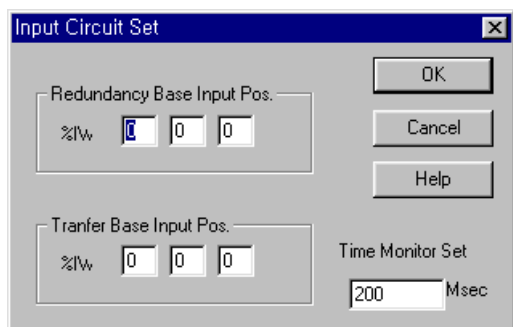 Input Circuit Set
OK
Redundancy Base Input Pos.
%IW 0 0 0
Cancel
Help
Tranfer Base Input Pos.
%IW 0 0 0
Time Monitor Set
200 Msec